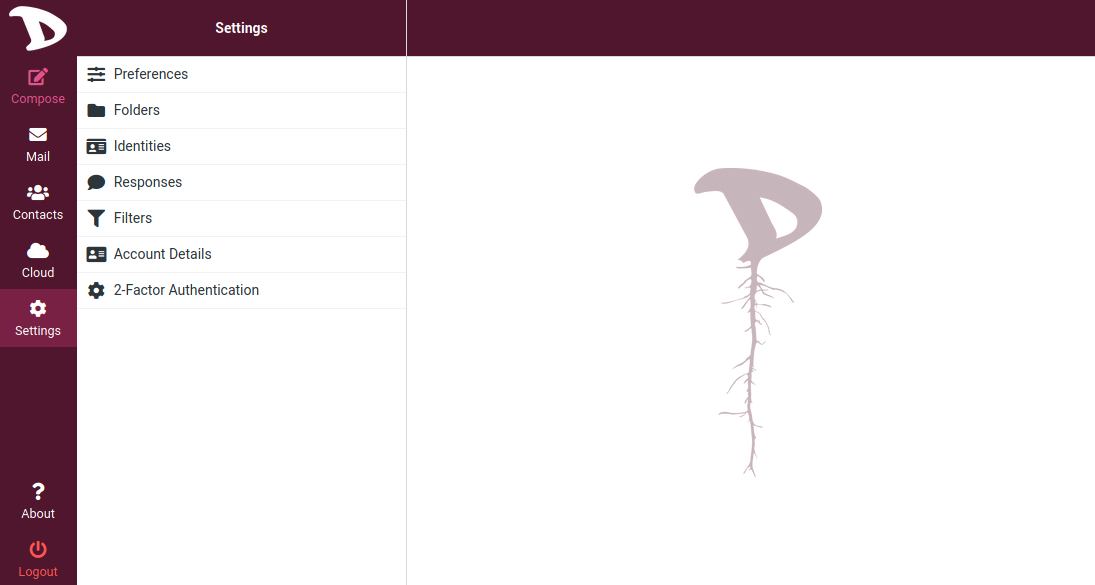 Settings
Compose
Mail
Contacts
Cloud
Settings
About
Logout
Preferences
Folders
Identities
Responses
Filters
Account Details
2-Factor Authentication